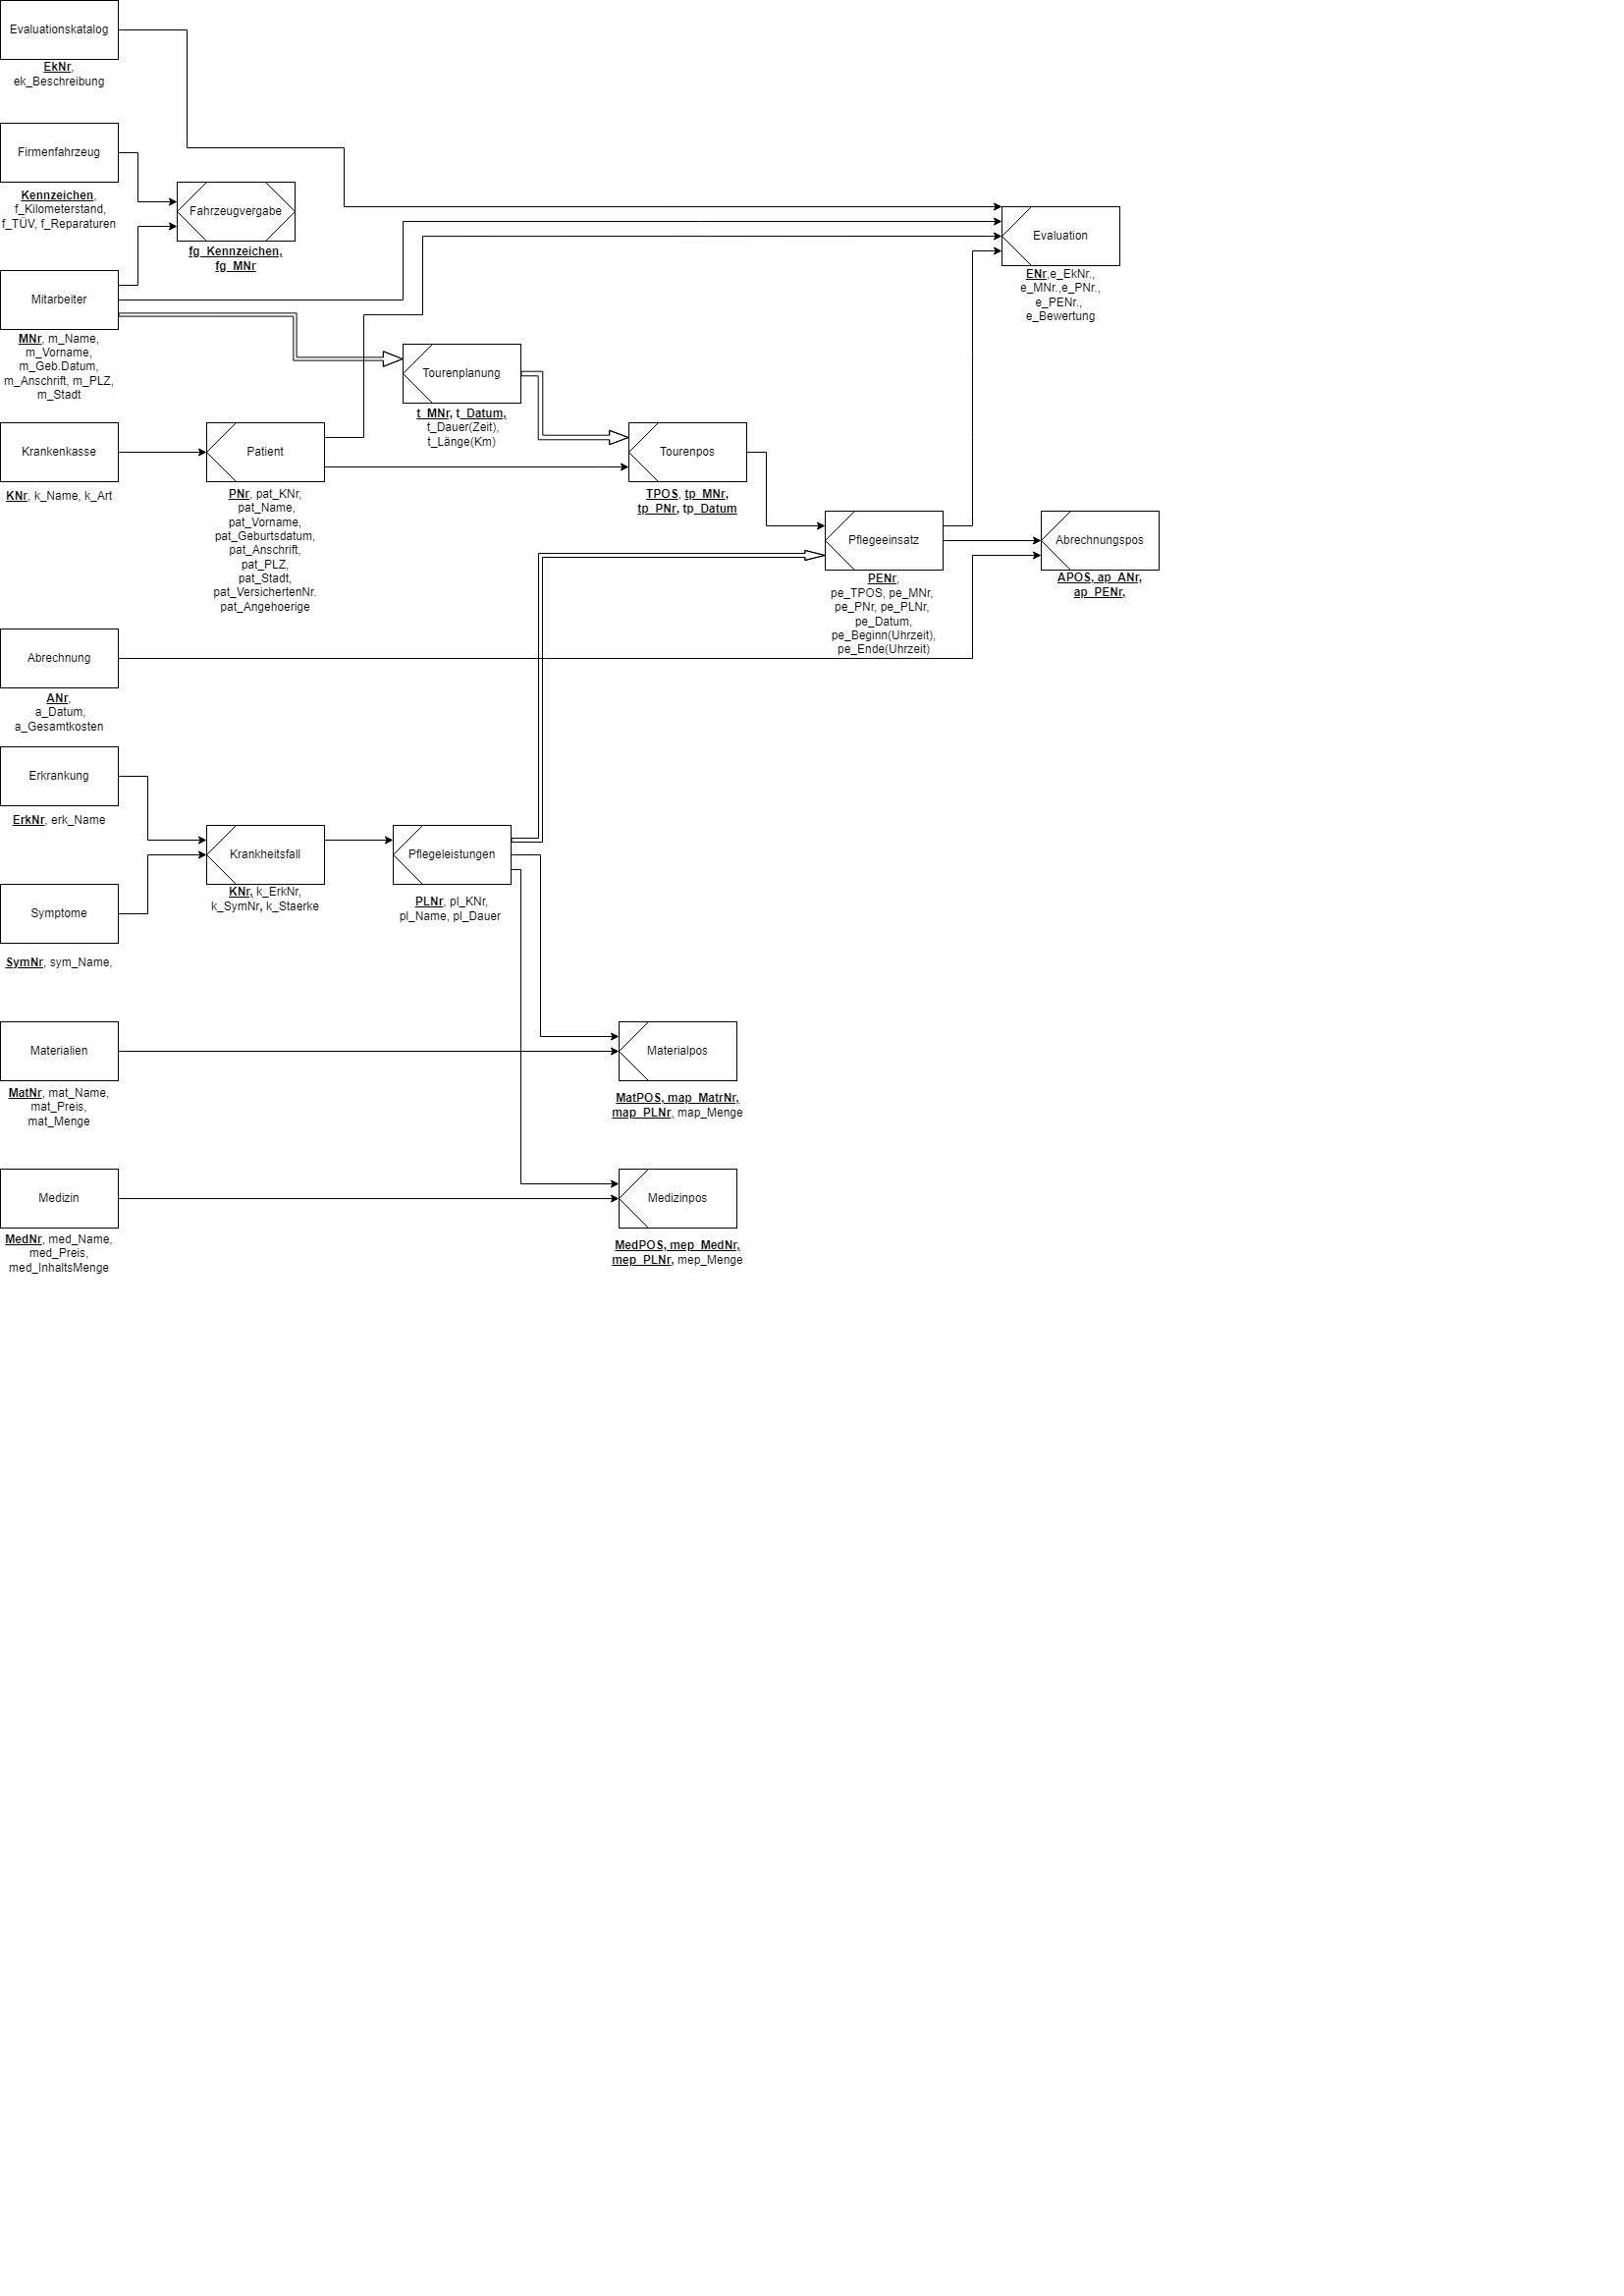 Evaluationskatalog
EkNr,
ek_Beschreibung
Firmenfahrzeug
Kennzeichen,
f_Kilometerstand,
f_TÜV, f_Reparaturen
Fahrzeugvergabe
fg_Kennzeichen,
fg_MNr
Evaluation
ENr,e_EkNr.,
e_MNr.,e_PNr.,
e_PENr.,
e_Bewertung
Mitarbeiter
MNr, m_Name,
m_Vorname,
m_Geb.Datum,
m_Anschrift, m_PLZ,
m_Stadt
Tourenplanung
t_MNr, t_Datum,
t_Dauer(Zeit),
t_Länge(Km)
Krankenkasse
KNr, k_Name, k_Art
Patient
PNr, pat_KNr,
pat_Name,
pat_Vorname,
pat_Geburtsdatum,
pat_Anschrift,
pat_PLZ,
pat_Stadt,
pat_VersichertenNr.
pat_Angehoerige
Tourenpos
TPOS, tp_MNr,
tp_PNr, tp_Datum
Pflegeeinsatz
PENr,
pe_TPOS, pe_MNr,
pe_PNr, pe_PLNr,
pe_Datum,
pe_Beginn(Uhrzeit),
pe_Ende(Uhrzeit)
Abrechnungspos
APOS, ap_ANr,
ap_PENr,
Abrechnung
ANr,
a_Datum,
a_Gesamtkosten
Erkrankung
ErkNr, erk_Name
Krankheitsfall
KNr, k_ErkNr,
k_SymNr, k_Staerke
Pflegeleistungen
PLNr, pl_KNr,
pl_Name, pl_Dauer
Symptome
SymNr, sym_Name,
Materialien
MatNr, mat_Name,
mat_Preis,
mat_Menge
Materialpos
MatPOS, map_MatrNr,
map_PLNr, map_Menge
Medizin
MedNr, med_Name,
med_Preis,
med_InhaltsMenge
Medizinpos
MedPOS, mep_MedNr,
mep_PLNr, mep_Menge